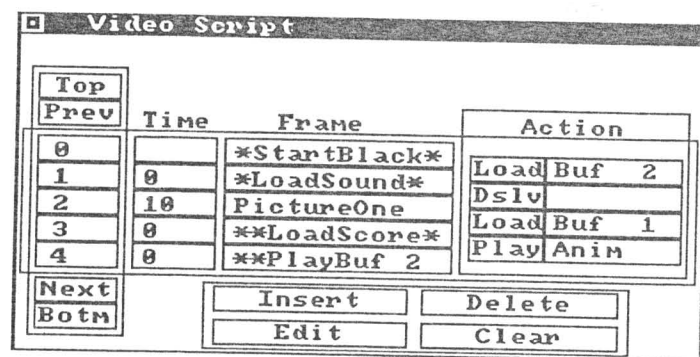 Video Script
Top
Prev Time Frame Action
0 *StartBlack*
1 0 *LoadSound* Load Buf 2
2 10 PictureOne Dslv
3 0 **LoadScore* Load Buf 1
4 0 **PlayBuf 2 Play Anim
Next Insert Delete
Botm Edit Clear